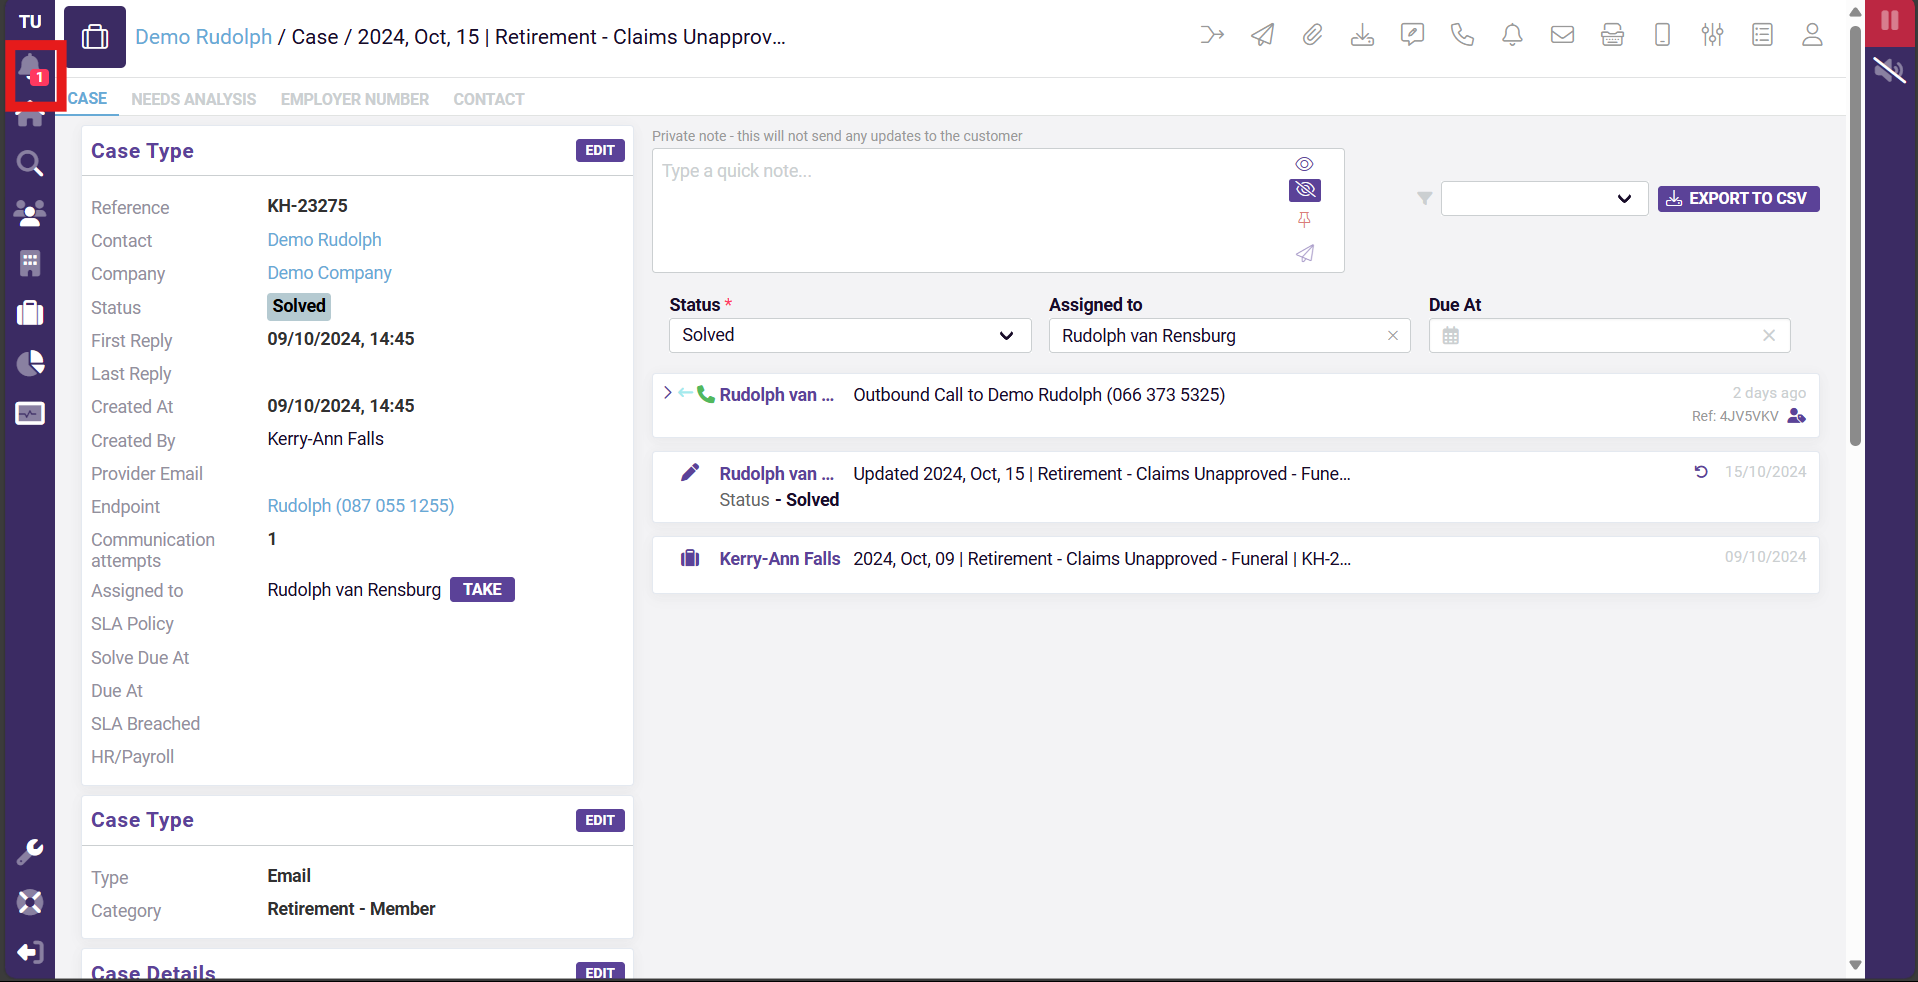 TU
Demo Rudolph / Case / 2024, Oct, 15 | Retirement - Claims Unapprov...
1
CASE NEEDS ANALYSIS EMPLOYER NUMBER CONTACT
Case Type EDIT
Reference KH-23275
Contact Demo Rudolph
Company Demo Company
Status Solved
First Reply 09/10/2024, 14:45
Last Reply
Created At 09/10/2024, 14:45
Created By Kerry-Ann Falls
Provider Email
Endpoint Rudolph (087 055 1255)
Communication 1
attempts
Assigned to Rudolph van Rensburg TAKE
SLA Policy
Solve Due At
Due At
SLA Breached
HR/Payroll
Case Type EDIT
Type Email
Category Retirement - Member
Case Details EDIT
Private note - this will not send any updates to the customer
Type a quick note...
EXPORT TO CSV
Status * Assigned to Due At
Solved Rudolph van Rensburg
Rudolph van ... Outbound Call to Demo Rudolph (066 373 5325) 2 days ago
Ref: 4JV5VKV
Rudolph van ... Updated 2024, Oct, 15 | Retirement - Claims Unapproved - Fune... 15/10/2024
Status - Solved
Kerry-Ann Falls 2024, Oct, 09 | Retirement - Claims Unapproved - Funeral | KH-2... 09/10/2024